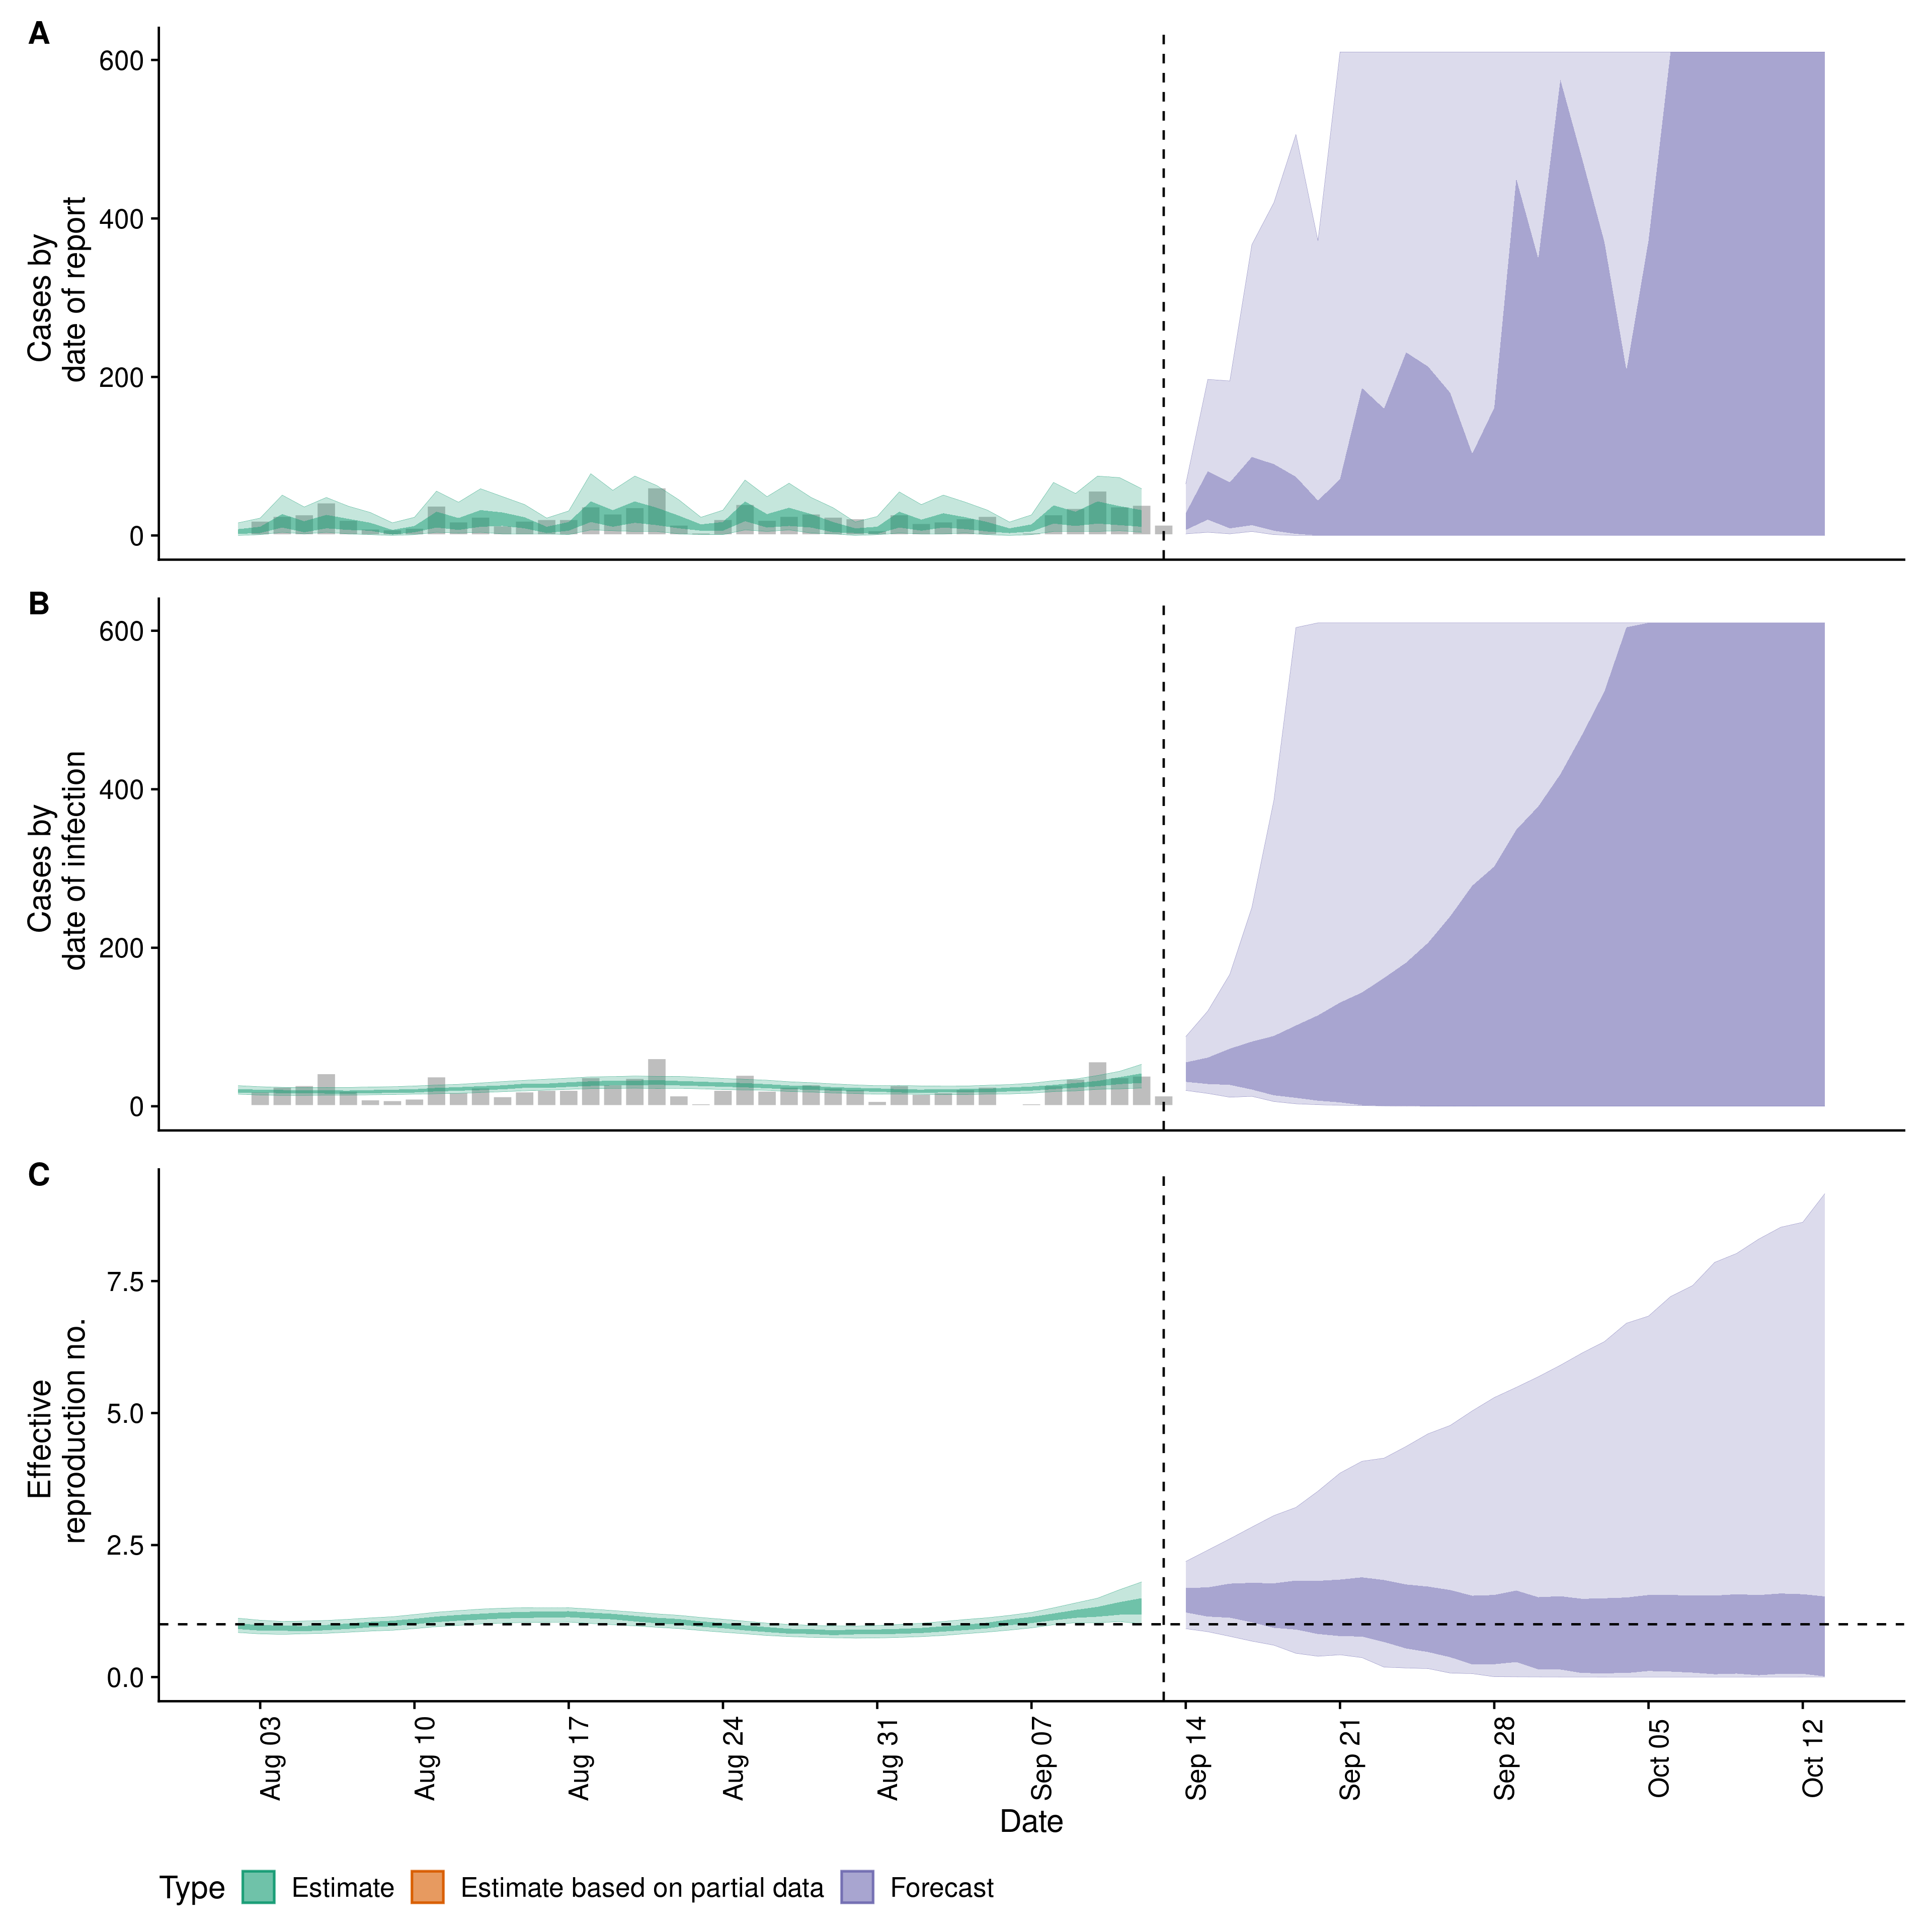 A
600
400
200
0
Cases by
date of report
B
600
400
200
0
Cases by
date of infection
C
7.5
5.0
2.5
0.0
Effective
reproduction no.
Aug 03
Aug 10
Aug 17
Aug 24
Aug 31
Sep 07
Sep 14
Sep 21
Sep 28
Oct 05
Oct 12
Date
Type Estimate Estimate based on partial data Forecast